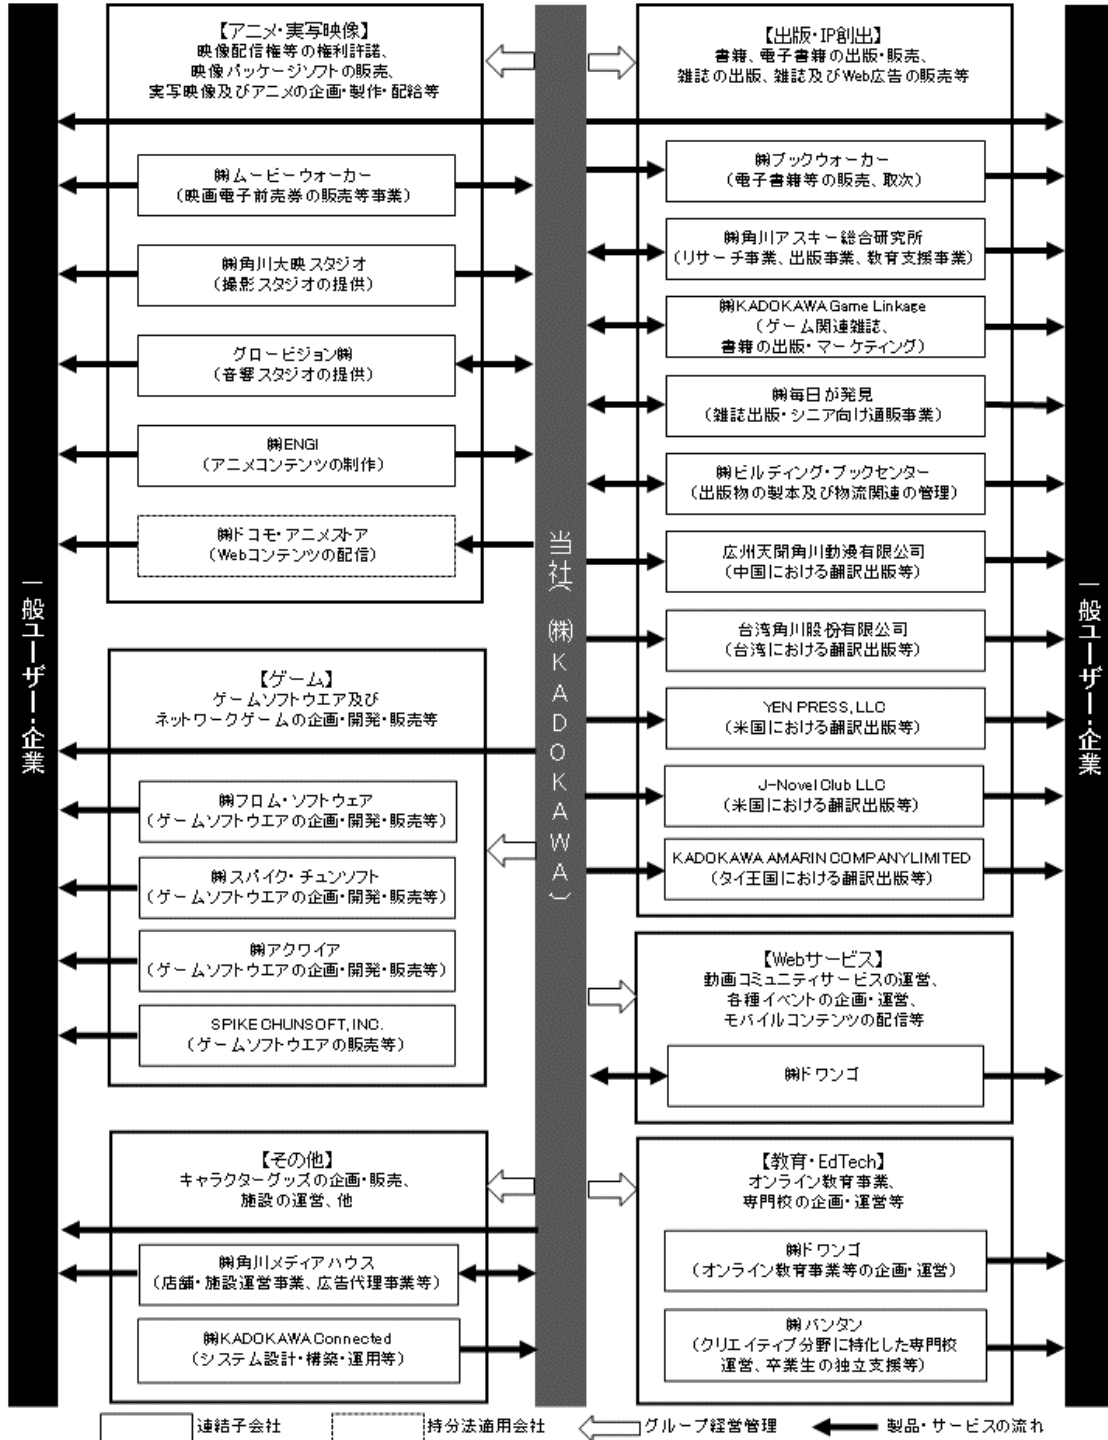 【アニメ・実写映像】
映像配信権等の権利許諾、
映像パッケージソフトの販売、
実写映像及びアニメの企画・製作・配給等
㈱ムービーウォーカー
(映画電子前売券の販売等事業)
㈱角川大映スタジオ
(撮影スタジオの提供)
グロービジョン㈱
(音響スタジオの提供)
㈱ENGI
(アニメコンテンツの制作)
㈱ドコモ・アニメストア
(Webコンテンツの配信)
【ゲーム】
ゲームソフトウエア及び
ネットワークゲームの企画・開発・販売等
㈱フロム・ソフトウェア
(ゲームソフトウエアの企画・開発・販売等)
㈱スパイク・チュンソフト
(ゲームソフトウエアの企画・開発・販売等)
㈱アクワイア
(ゲームソフトウエアの企画・開発・販売等)
SPIKE CHUNSOFT, INC.
(ゲームソフトウエアの販売等)
【その他】
キャラクターグッズの企画・販売、
施設の運営、他
㈱角川メディアハウス
(店舗・施設運営事業、広告代理事業等)
㈱KADOKAWA Connected
(システム設計・構築・運用等)
一般ユーザー・企業
当社(㈱KADOKAWA)
【出版・IP創出】
書籍、電子書籍の出版・販売、
雑誌の出版、雑誌及びWeb広告の販売等
㈱ブックウォーカー
(電子書籍等の販売、取次)
㈱角川アスキー総合研究所
(リサーチ事業、出版事業、教育支援事業)
㈱KADOKAWA Game Linkage
(ゲーム関連雑誌、
書籍の出版・マーケティング)
㈱毎日が発見
(雑誌出版・シニア向け通販事業)
㈱ビルディング・ブックセンター
(出版物の製本及び物流関連の管理)
広州天聞角川動漫有限公司
(中国における翻訳出版等)
台湾角川股份有限公司
(台湾における翻訳出版等)
YEN PRESS, LLC
(米国における翻訳出版等)
J-Novel Club LLC
(米国における翻訳出版等)
KADOKAWA AMARIN COMPANY LIMITED
(タイ王国における翻訳出版等)
【Webサービス】
動画コミュニティサービスの運営、
各種イベントの企画・運営、
モバイルコンテンツの配信等
㈱ドワンゴ
【教育・EdTech】
オンライン教育事業、
専門校の企画・運営等
㈱ドワンゴ
(オンライン教育事業等の企画・運営)
㈱バンタン
(クリエイティブ分野に特化した専門校
運営、卒業生の独立支援等)
一般ユーザー・企業
連結子会社
持分法適用会社
グループ経営管理
製品・サービスの流れ